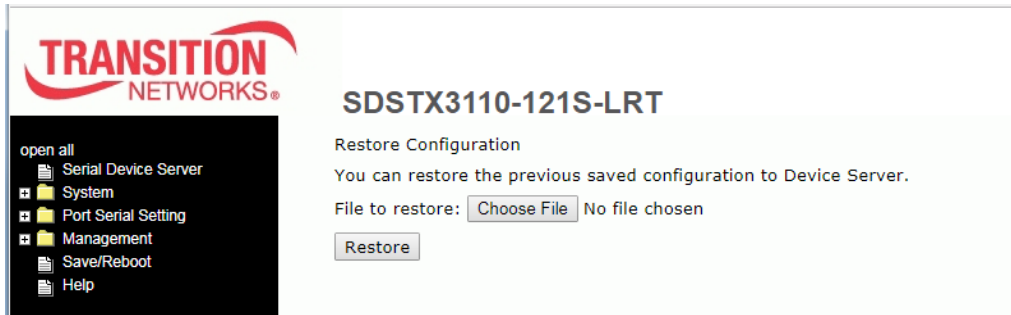 TRANSITION
NETWORKS®
SDSTX3110-121S-LRT
open all
Serial Device Server
System
Port Serial Setting
Management
Save/Reboot
Help
Restore Configuration
You can restore the previous saved configuration to Device Server.
File to restore: Choose File No file chosen
Restore